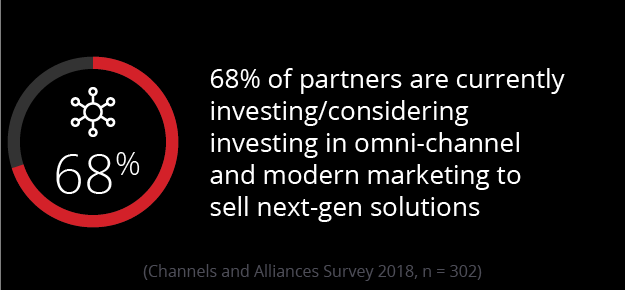 68%
68% of partners are currently
investing/considering
investing in omni-channel
and modern marketing to
sell next-gen solutions
(Channels and Alliances Survey 2018, n = 302)